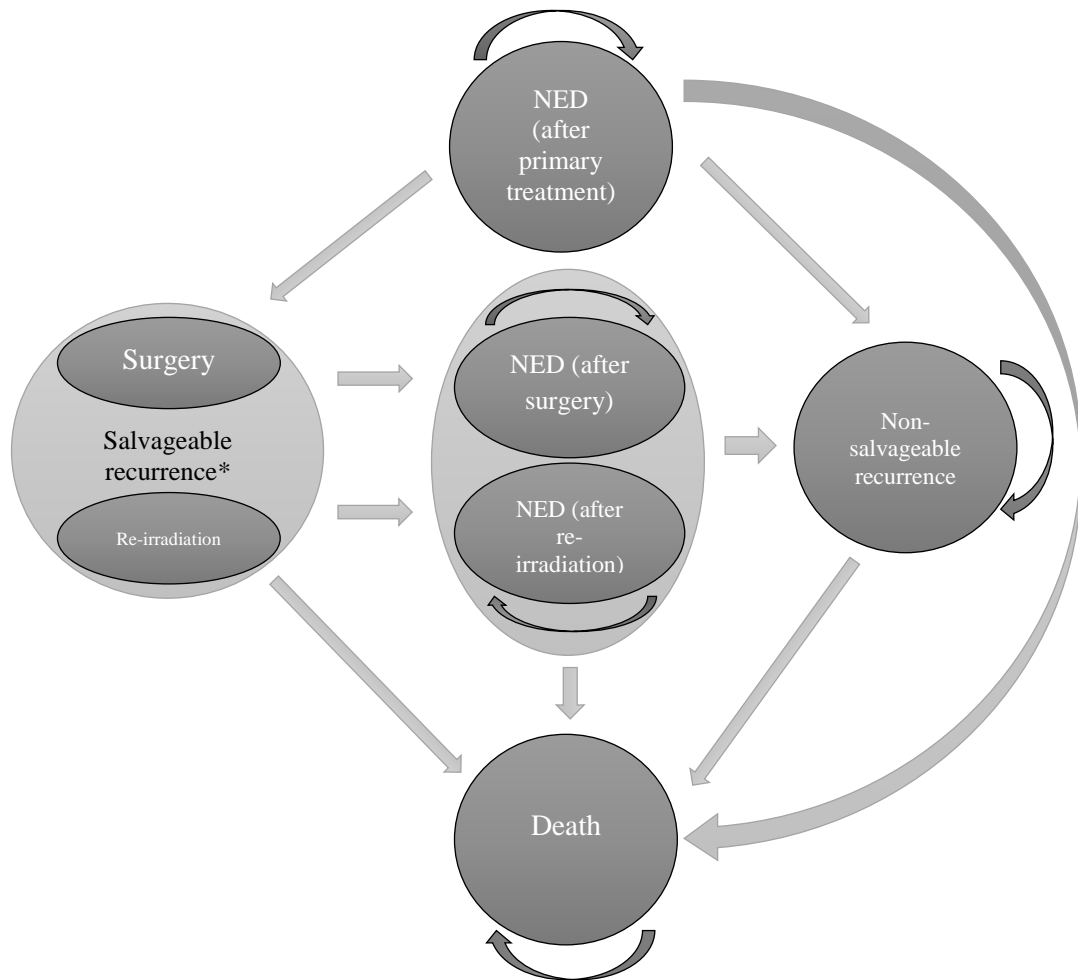 NED
(after
primary
treatment)
Surgery
Salvageable
recurrence*
Re-irradiation
NED (after
surgery)
NED (after
re-
irradiation)
Non-
salvageable
recurrence
Death